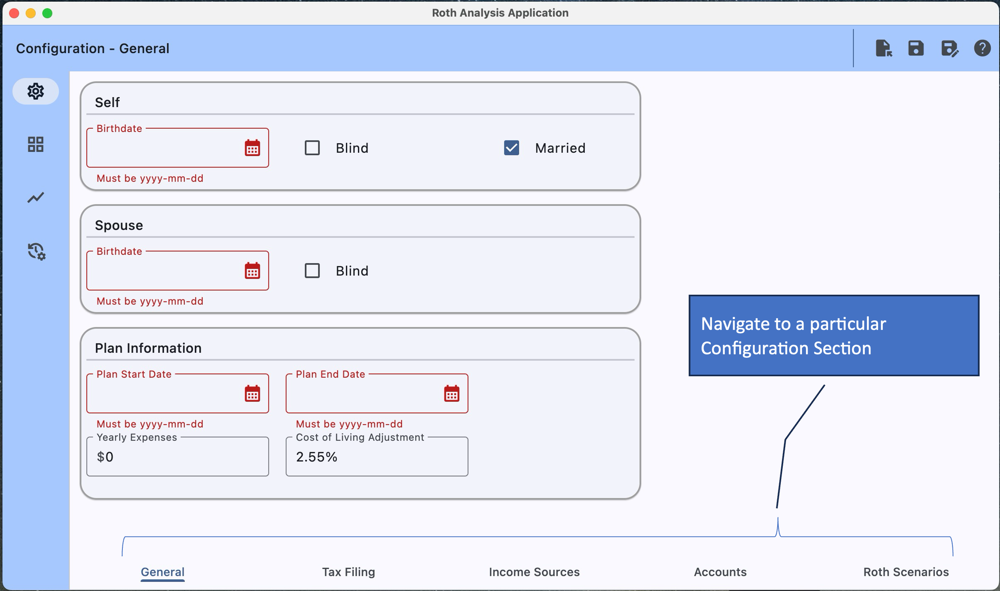 Roth Analysis Application
Configuration - General
Self
Birthdate
Blind
Married
Must be yyyy-mm-dd
Spouse
Birthdate
Blind
Must be yyyy-mm-dd
Plan Information
Plan Start Date
Plan End Date
Must be yyyy-mm-dd
Must be yyyy-mm-dd
Yearly Expenses
Cost of Living Adjustment
$0
2.55%
Navigate to a particular
Configuration Section
General
Tax Filing
Income Sources
Accounts
Roth Scenarios